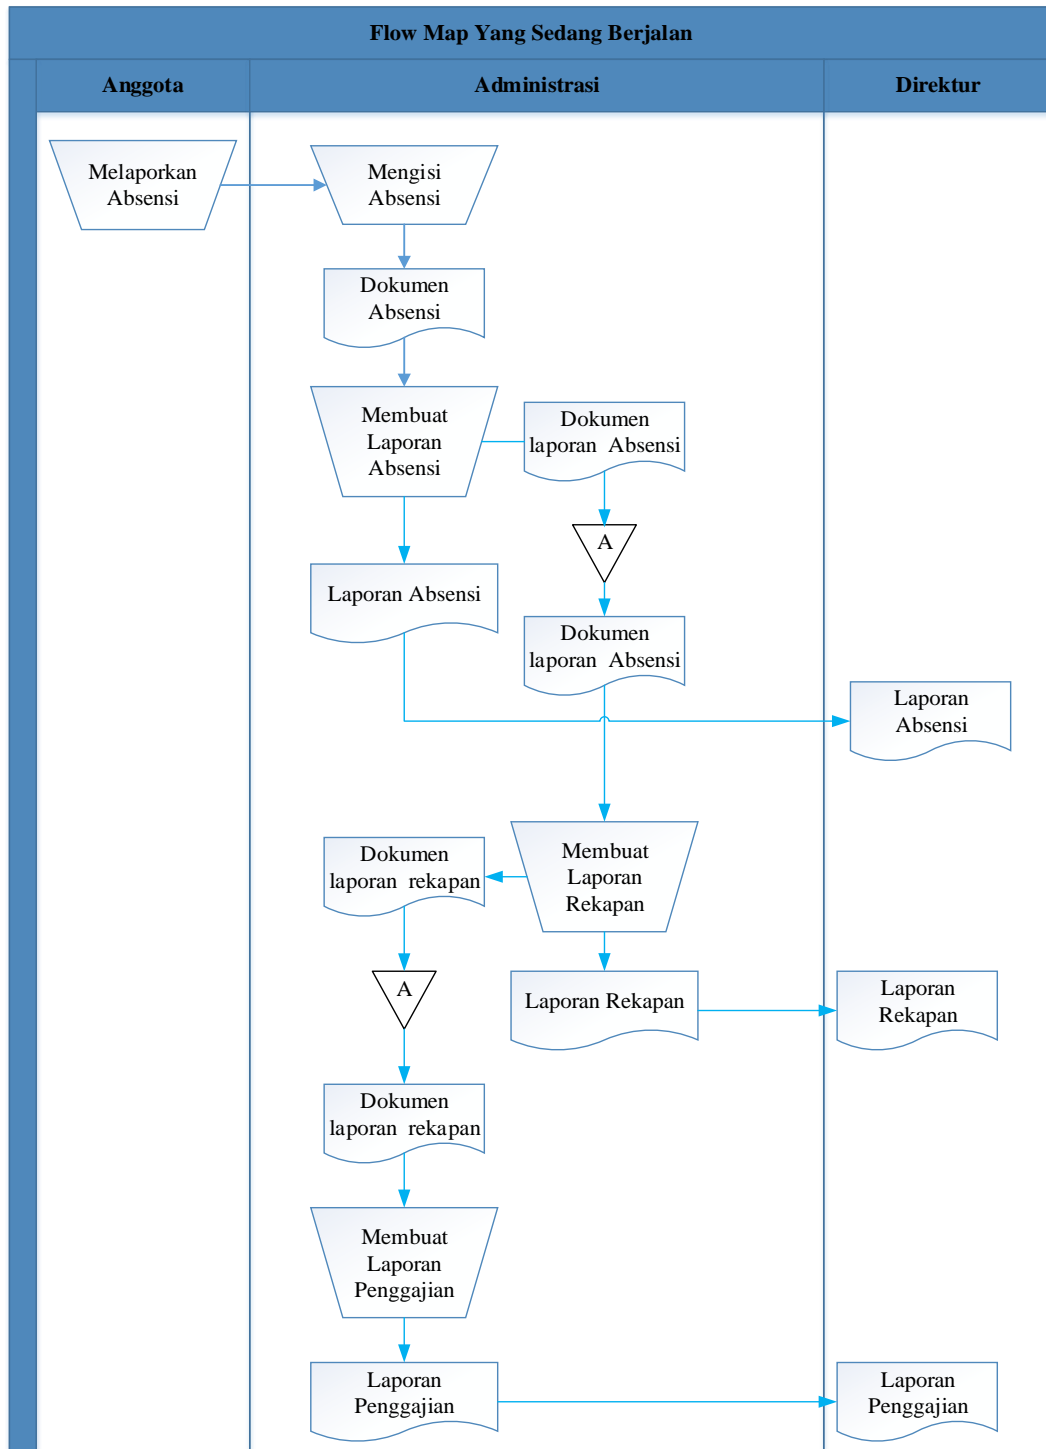 Flow Map Yang Sedang Berjalan
Anggota
Administrasi
Direktur
Melaporkan
Absensi
Mengisi
Absensi
Dokumen
Absensi
Membuat
Laporan
Absensi
Dokumen
laporan Absensi
A
Laporan Absensi
Dokumen
laporan Absensi
Laporan
Absensi
Membuat
Laporan
Rekapan
Dokumen
laporan rekapan
A
Laporan Rekapan
Laporan
Rekapan
Dokumen
laporan rekapan
Membuat
Laporan
Penggajian
Laporan
Penggajian
Laporan
Penggajian